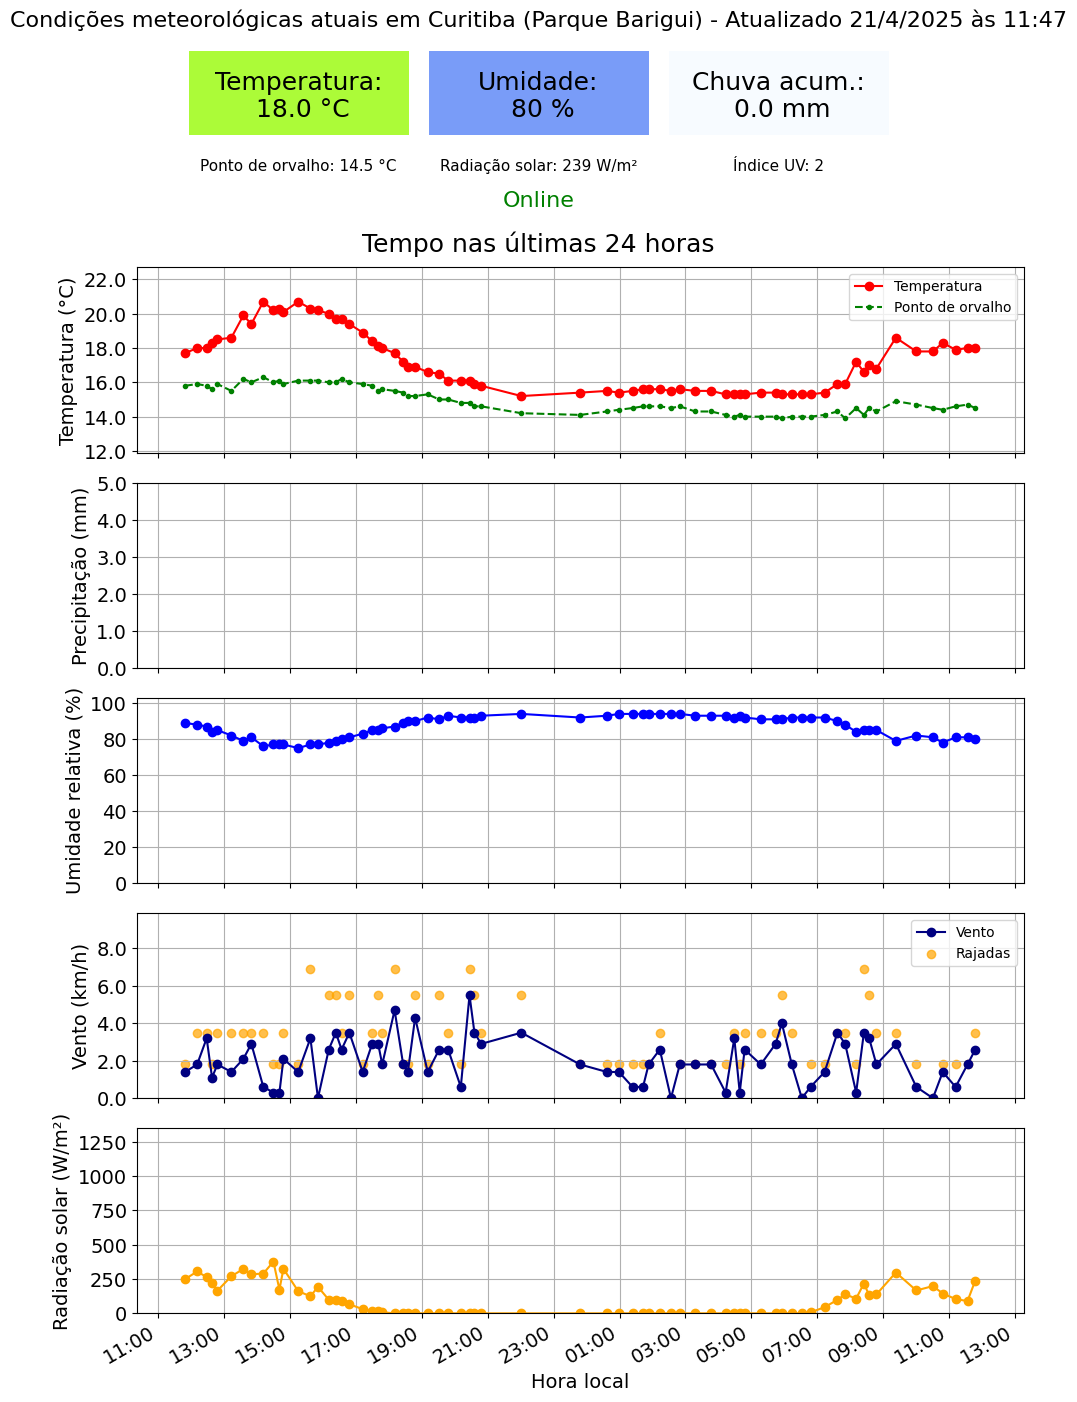 Condições meteorológicas atuais em Curitiba (Parque Barigui) - Atualizado 21/4/2025 às 11:47
Temperatura:
18.0 °C
Umidade:
80 %
Chuva acum.:
0.0 mm
Ponto de orvalho: 14.5 °C
Radiação solar: 239 W/m²
Índice UV: 2
Online
Tempo nas últimas 24 horas
Temperatura (°C)
22.0
20.0
18.0
16.0
14.0
12.0
Temperatura
Ponto de orvalho
Precipitação (mm)
5.0
4.0
3.0
2.0
1.0
0.0
Umidade relativa (%)
100
80
60
40
20
0
Vento (km/h)
8.0
6.0
4.0
2.0
0.0
Vento
Rajadas
Radiação solar (W/m²)
1250
1000
750
500
250
0
11:00
13:00
15:00
17:00
19:00
21:00
23:00
01:00
03:00
05:00
07:00
09:00
11:00
13:00
Hora local